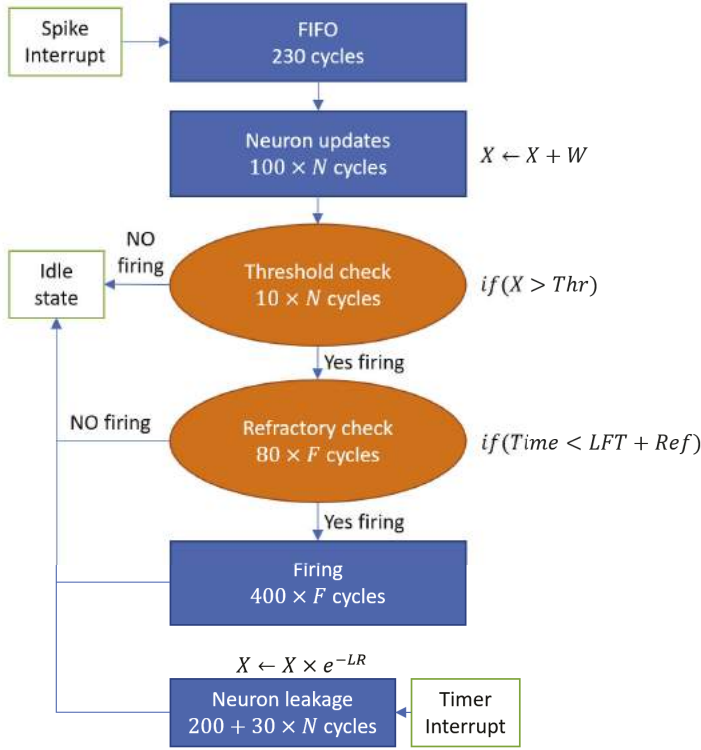 Spike
Interrupt
FIFO
230 cycles
Neuron updates
100 × N cycles
X ← X + W
NO
firing
Idle
state
Threshold check
10 × N cycles
if(X > Thr)
Yes firing
NO firing
Refractory check
80 × F cycles
if(Time < LFT + Ref)
Yes firing
Firing
400 × F cycles
X ← X × e^{-LR}
Neuron leakage
200 + 30 × N cycles
Timer
Interrupt